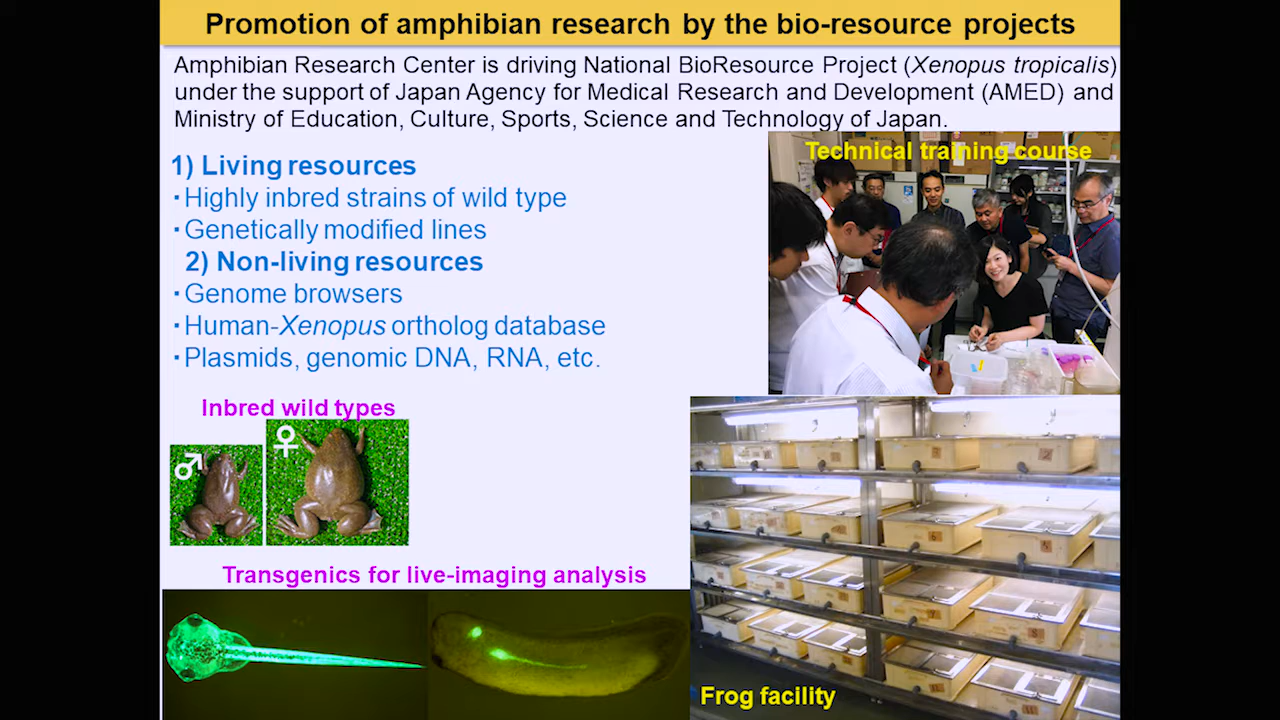 Promotion of amphibian research by the bio-resource projects
Amphibian Research Center is driving National BioResource Project (Xenopus tropicalis)
under the support of Japan Agency for Medical Research and Development (AMED) and
Ministry of Education, Culture, Sports, Science and Technology of Japan.
1) Living resources
・Highly inbred strains of wild type
・Genetically modified lines
2) Non-living resources
・Genome browsers
・Human-Xenopus ortholog database
・Plasmids, genomic DNA, RNA, etc.
Technical training course
Inbred wild types
♂
♀
Transgenics for live-imaging analysis
Frog facility